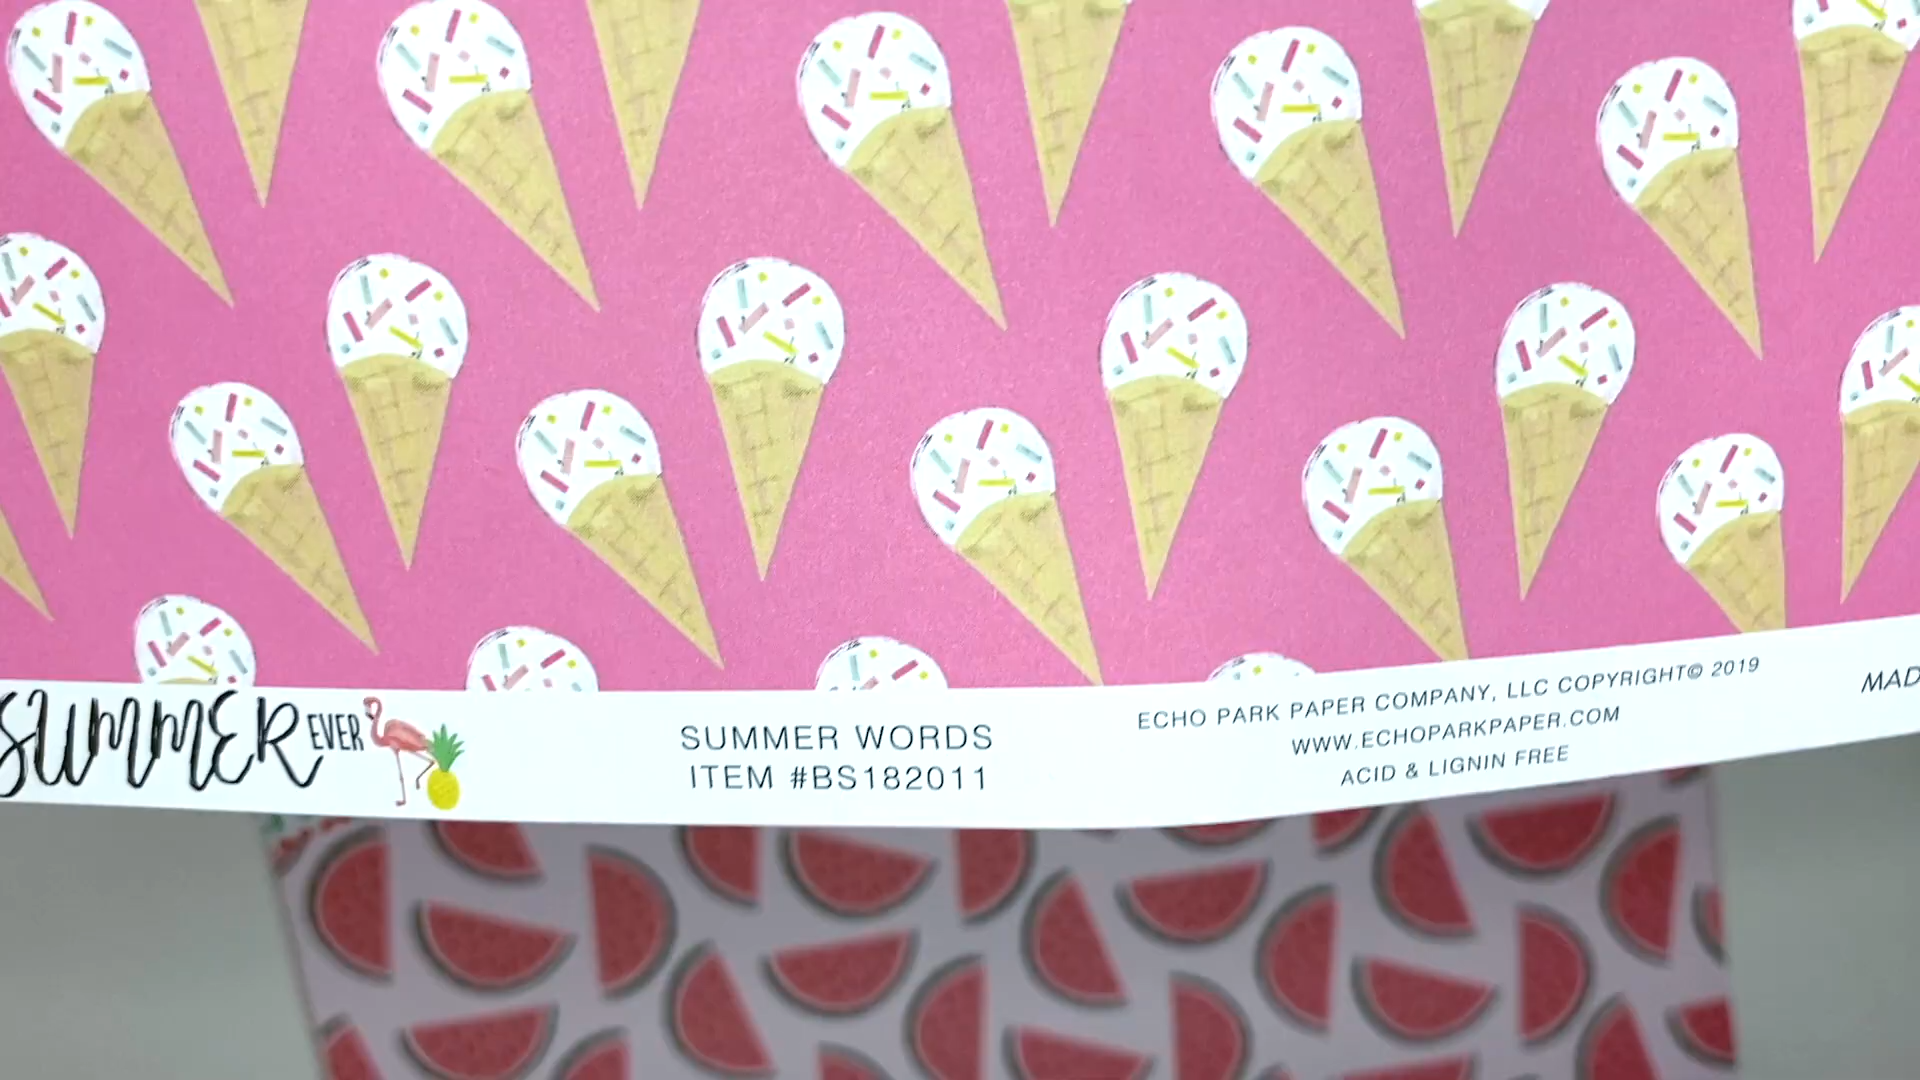 SUMMER EVER
SUMMER WORDS
ITEM #BS182011
ECHO PARK PAPER COMPANY, LLC COPYRIGHT© 2019
WWW.ECHOPARKPAPER.COM
ACID & LIGNIN FREE